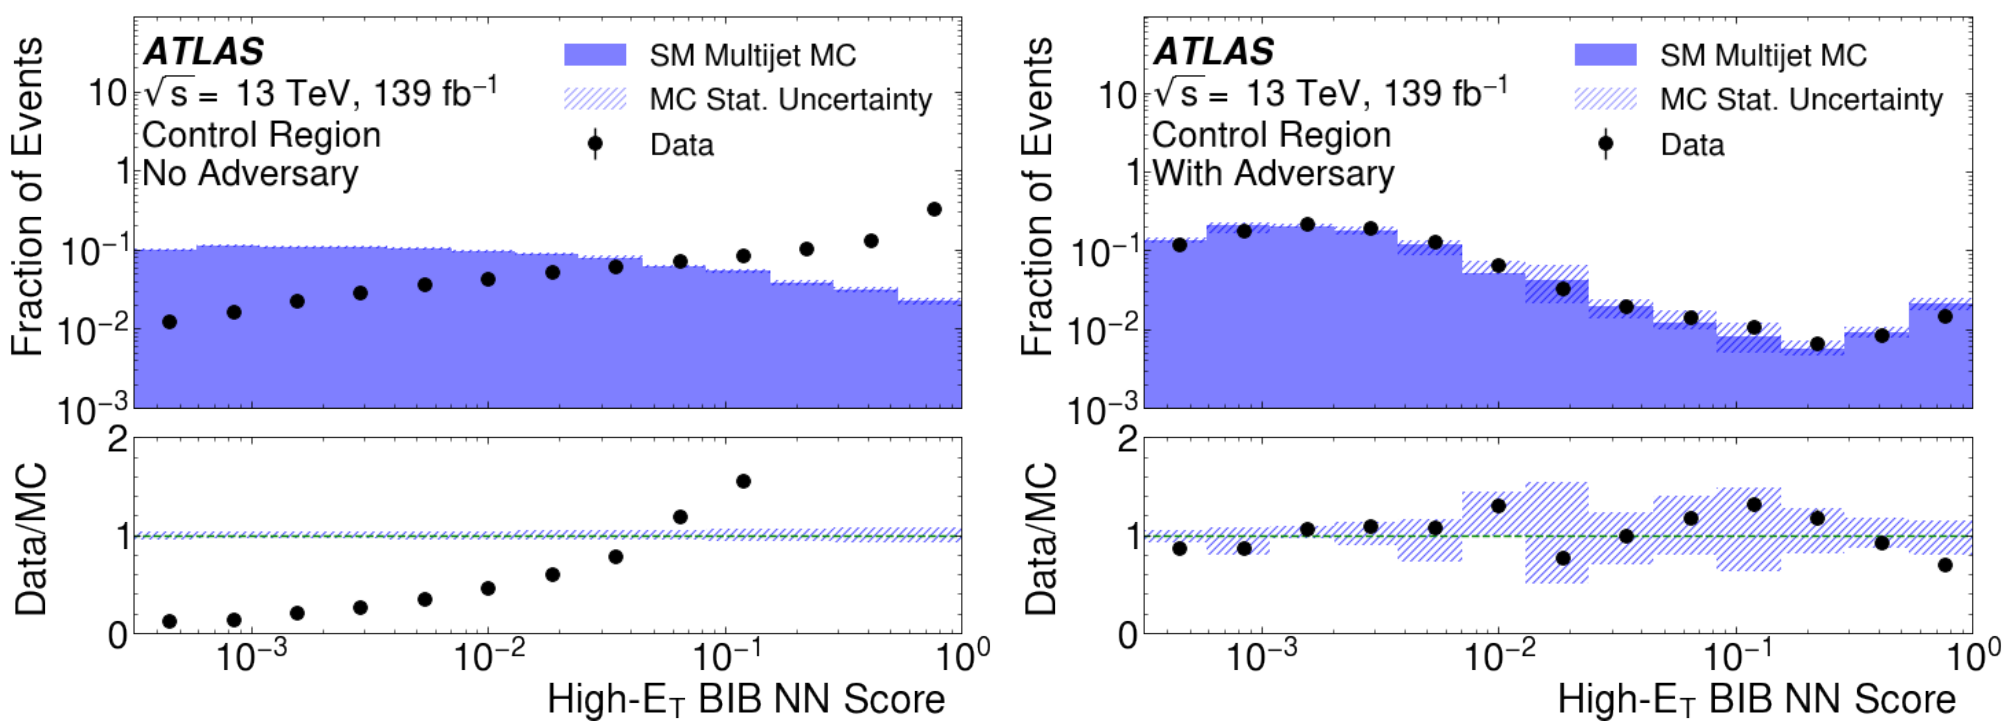 ATLAS
√s = 13 TeV, 139 fb⁻¹
Control Region
No Adversary
SM Multijet MC
MC Stat. Uncertainty
Data
Fraction of Events
10
1
10⁻¹
10⁻²
10⁻³
Data/MC
2
1
0
10⁻³ 10⁻² 10⁻¹ 10⁰
High-E_T BIB NN Score
ATLAS
√s = 13 TeV, 139 fb⁻¹
Control Region
With Adversary
SM Multijet MC
MC Stat. Uncertainty
Data
Fraction of Events
10
1
10⁻¹
10⁻²
10⁻³
Data/MC
2
1
0
10⁻³ 10⁻² 10⁻¹ 10⁰
High-E_T BIB NN Score